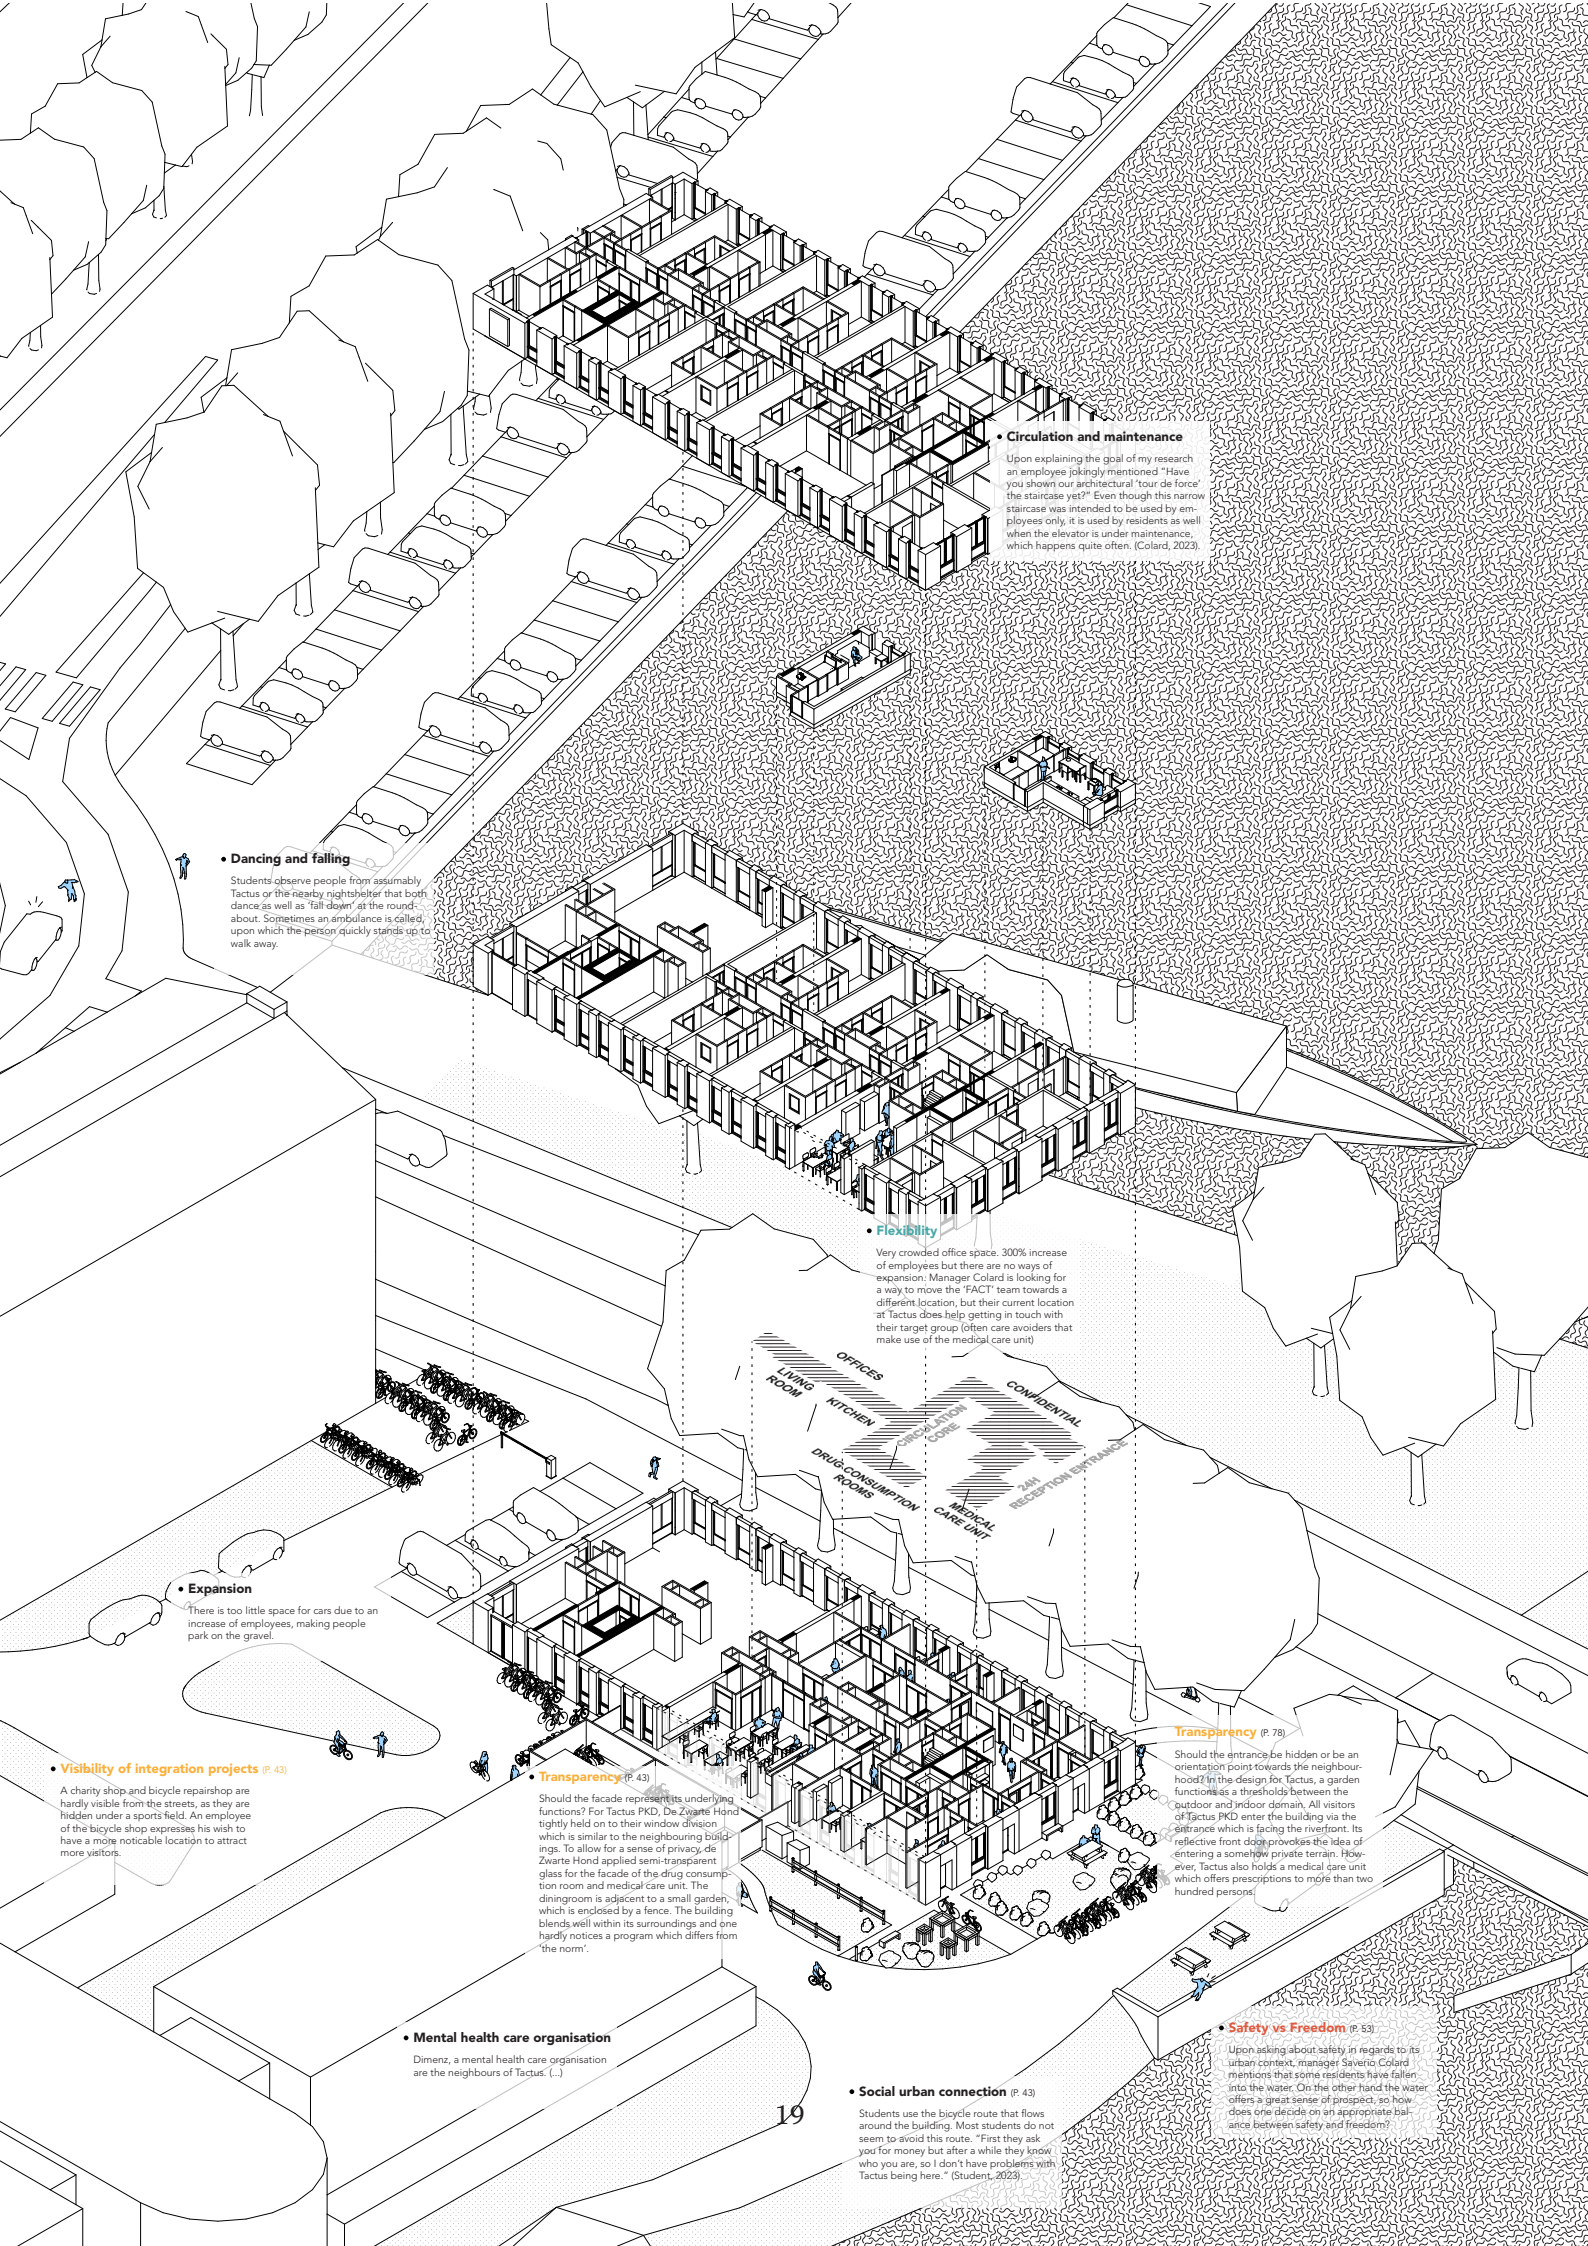 • Circulation and maintenance
Upon explaining the goal of my research
an employee jokingly mentioned “Have
you shown our architectural ‘tour de force’
the staircase yet?” Even though this narrow
staircase was intended to be used by em-
ployees only, it is used by residents as well
when the elevator is under maintenance,
which happens quite often. (Colard, 2023).
• Dancing and falling
Students observe people from assumably
Tactus or the nearby nightshelter that both
dance as well as ‘fall down’ at the round-
about. Sometimes an ambulance is called,
upon which the person quickly stands up to
walk away.
• Flexibility
Very crowded office space. 300% increase
of employees but there are no ways of
expansion. Manager Colard is looking for
a way to move the ‘FACT’ team towards a
different location, but their current location
at Tactus does help getting in touch with
their target group (often care avoiders that
make use of the medical care unit)
OFFICES
LIVING
ROOM
KITCHEN
CONFIDENTIAL
CIRCULATION
CORE
DRUG CONSUMPTION
ROOMS
24H
RECEPTION ENTRANCE
MEDICAL
CARE UNIT
• Expansion
There is too little space for cars due to an
increase of employees, making people
park on the gravel.
• Visibility of integration projects (P. 43)
A charity shop and bicycle repairshop are
hardly visible from the streets, as they are
hidden under a sports field. An employee
of the bicycle shop expresses his wish to
have a more noticable location to attract
more visitors.
• Transparency (P. 43)
Should the facade represent its underlying
functions? For Tactus PKD, De Zwarte Hond
tightly held on to their window division
which is similar to the neighbouring build-
ings. To allow for a sense of privacy, de
Zwarte Hond applied semi-transparent
glass for the facade of the drug consump-
tion room and medical care unit. The
diningroom is adjacent to a small garden,
which is enclosed by a fence. The building
blends well within its surroundings and one
hardly notices a program which differs from
‘the norm’.
Transparency (P. 78)
Should the entrance be hidden or be an
orientation point towards the neighbour-
hood? In the design for Tactus, a garden
functions as a thresholds between the
outdoor and indoor domain. All visitors
of Tactus PKD enter the building via the
entrance which is facing the riverfront. Its
reflective front door provokes the idea of
entering a somehow private terrain. How-
ever, Tactus also holds a medical care unit
which offers prescriptions to more than two
hundred persons.
• Mental health care organisation
Dimenz, a mental health care organisation
are the neighbours of Tactus. (...)
• Social urban connection (P. 43)
Students use the bicycle route that flows
around the building. Most students do not
seem to avoid this route. “First they ask
you for money but after a while they know
who you are, so I don’t have problems with
Tactus being here.” (Student, 2023).
• Safety vs Freedom (P. 53)
Upon asking about safety in regards to its
urban context, manager Saverio Colard
mentions that some residents have fallen
into the water. On the other hand the water
offers a great sense of prospect, so how
does one decide on an appropriate bal-
ance between safety and freedom?
19